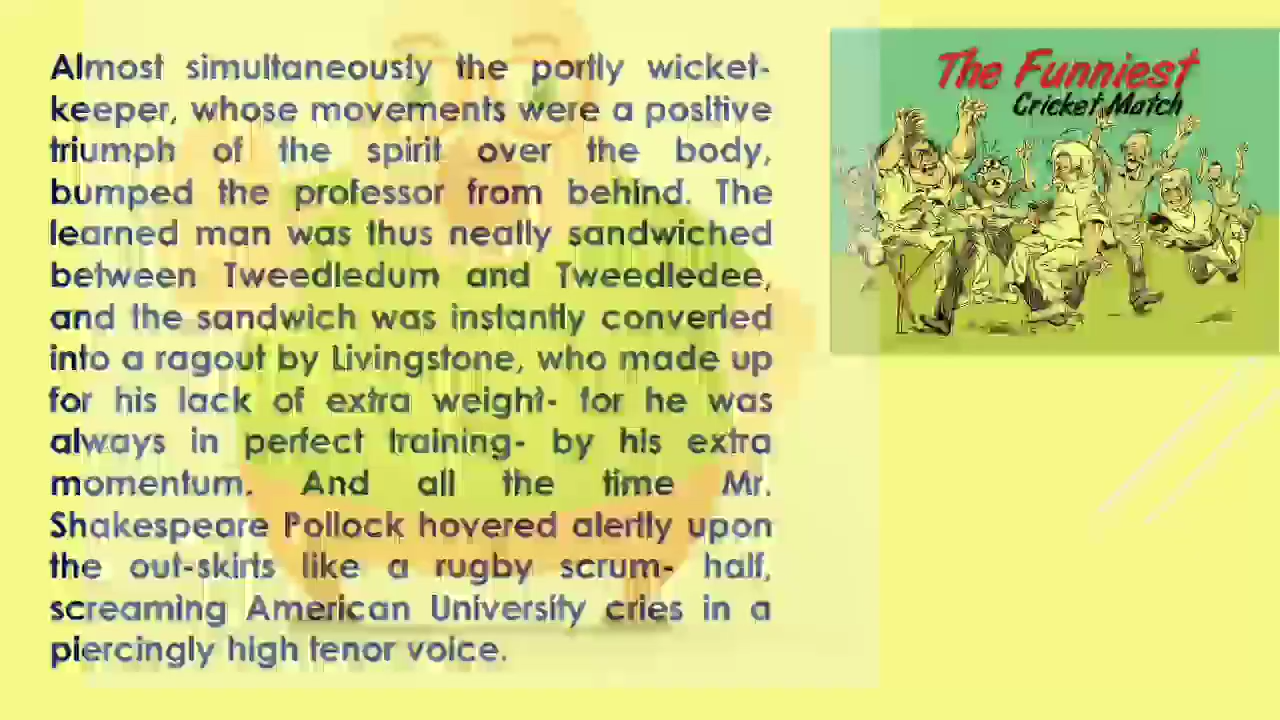 Almost simultaneously the portly wicket-
keeper, whose movements were a positive
triumph of the spirit over the body,
bumped the professor from behind. The
learned man was thus neatly sandwiched
between Tweedledum and Tweedledee,
and the sandwich was instantly converted
into a ragout by Livingstone, who made up
for his lack of extra weight- for he was
always in perfect training- by his extra
momentum. And all the time Mr.
Shakespeare Pollock hovered alertly upon
the out-skirts like a rugby scrum- half,
screaming American University cries in a
piercingly high tenor voice.
The Funniest
Cricket Match